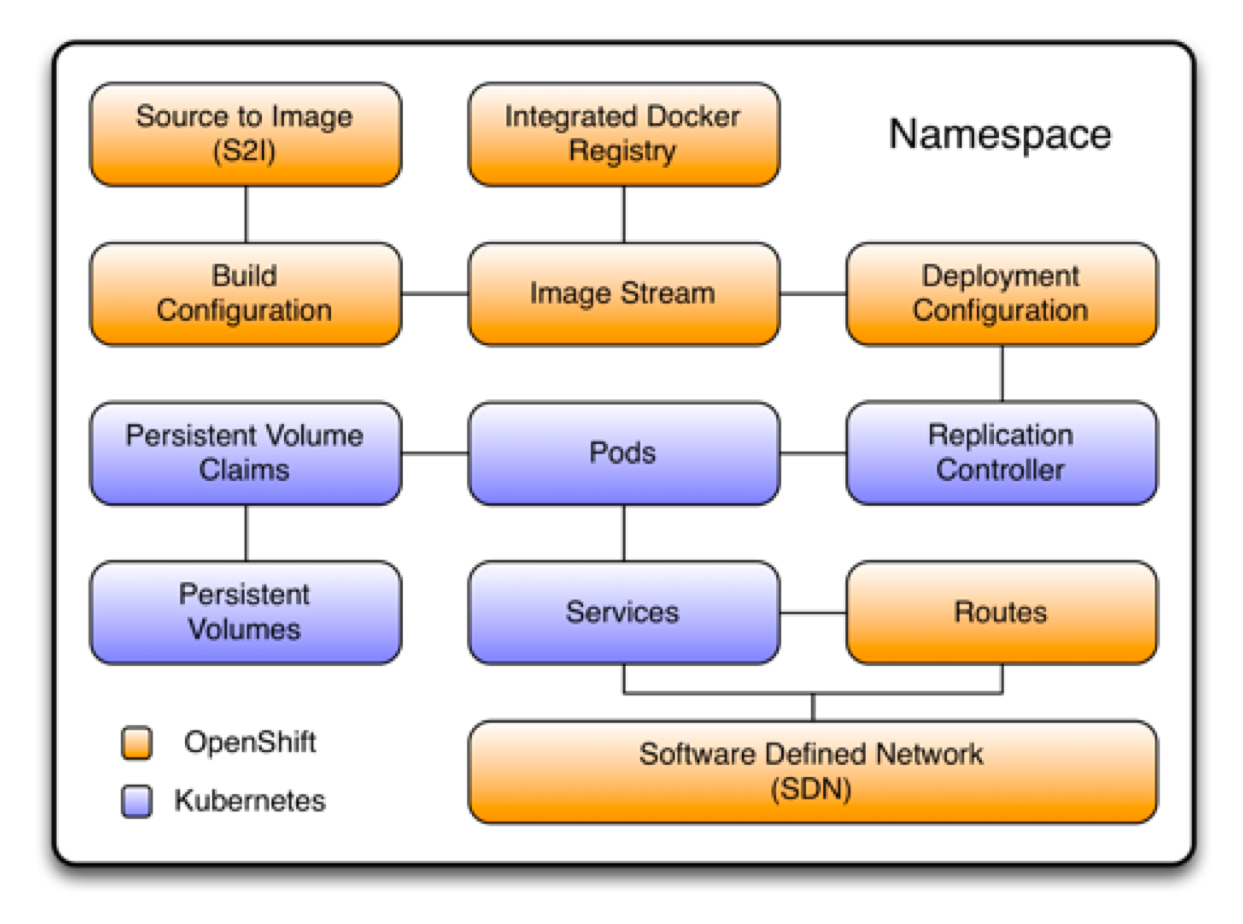 Source to Image
(S2I)
Integrated Docker
Registry
Namespace
Build
Configuration
Image Stream
Deployment
Configuration
Persistent Volume
Claims
Pods
Replication
Controller
Persistent
Volumes
Services
Routes
OpenShift
Kubernetes
Software Defined Network
(SDN)